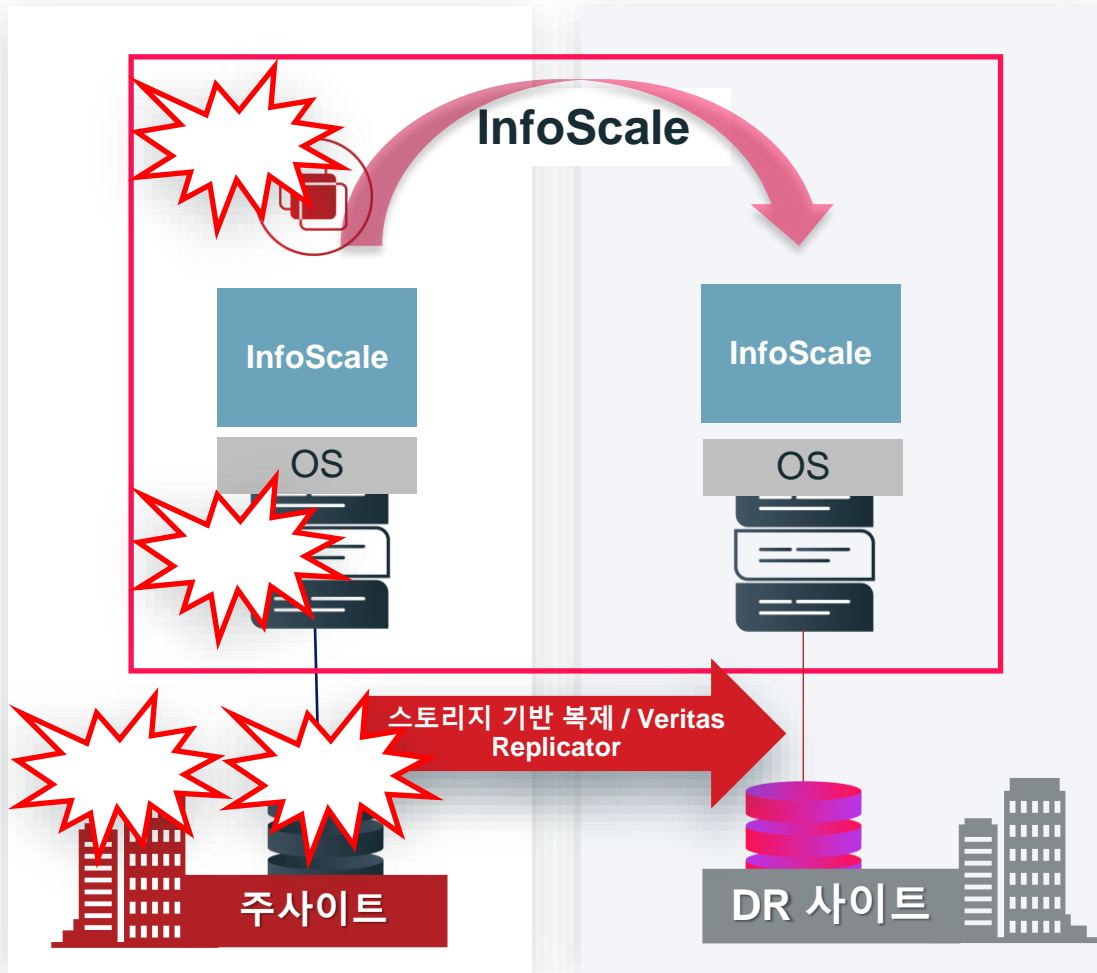 InfoScale
InfoScale
InfoScale
OS
OS
스토리지 기반 복제 / Veritas
Replicator
주사이트
DR 사이트